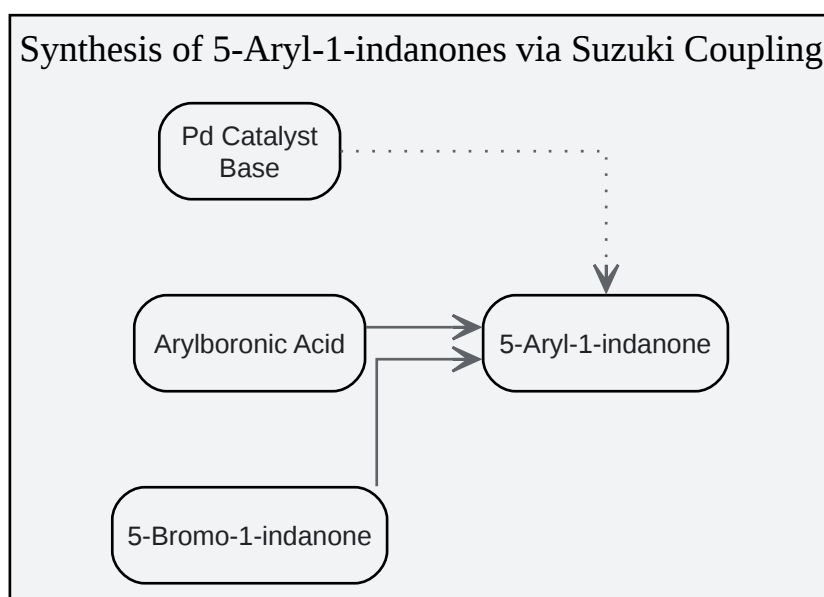 Synthesis of 5-Aryl-1-indanones via Suzuki Coupling
Pd Catalyst
Base
Arylboronic Acid
5-Aryl-1-indanone
5-Bromo-1-indanone